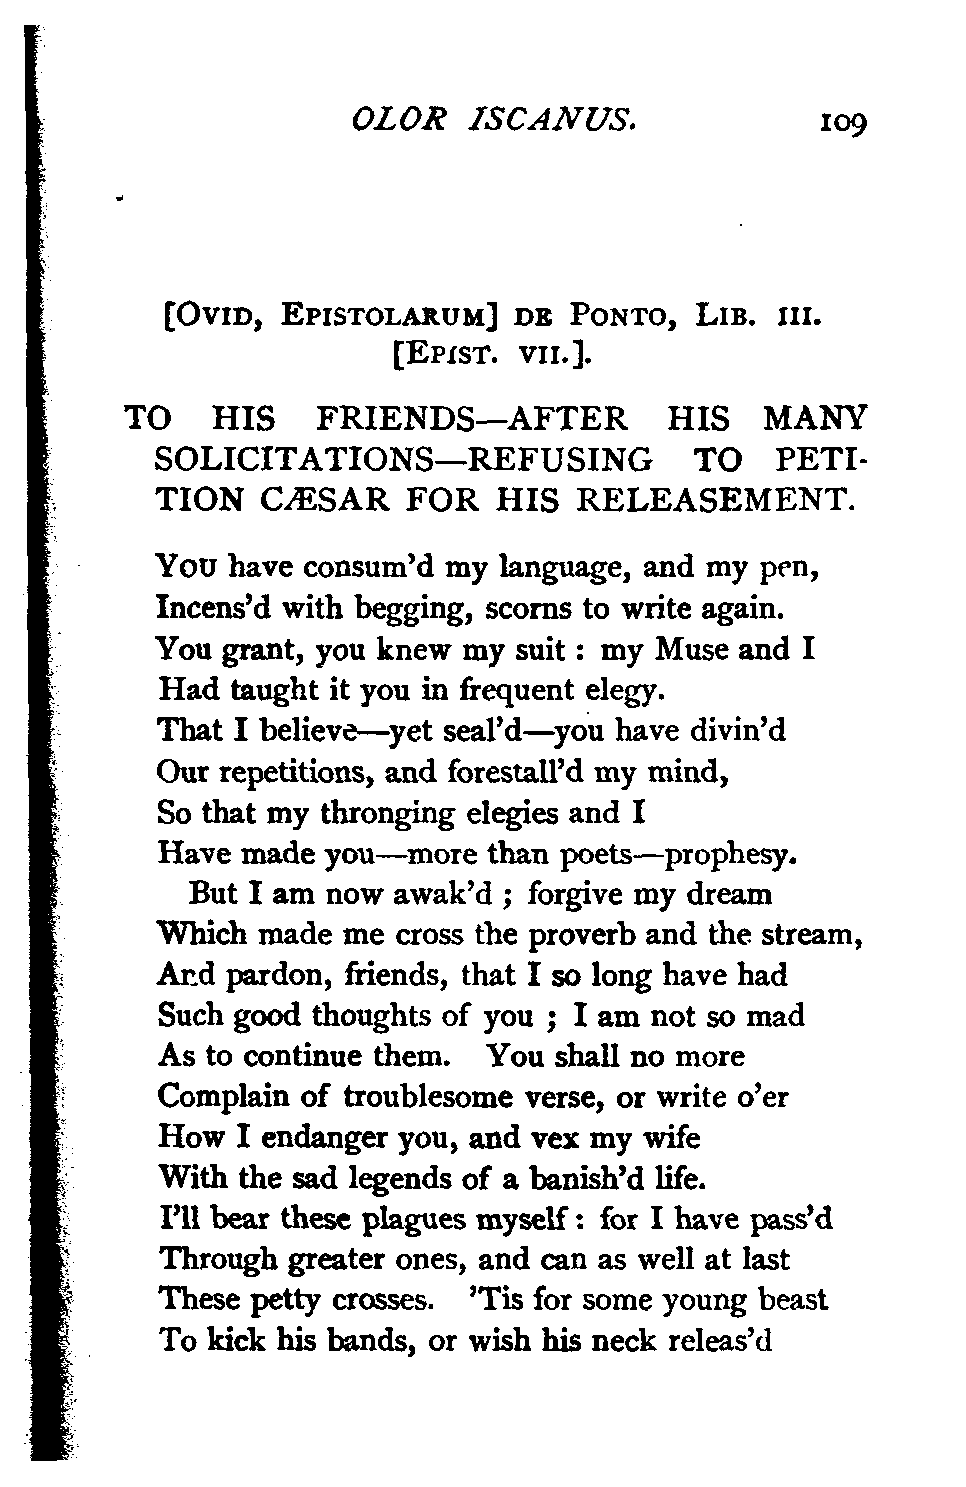 OLOR ISCANUS. 109
[OVID, EPISTOLARUM] DE PONTO, LIB. III.
[EPIST. VII.].
TO HIS FRIENDS—AFTER HIS MANY
SOLICITATIONS—REFUSING TO PETI-
TION CÆSAR FOR HIS RELEASEMENT.
YOU have consum'd my language, and my pen,
Incens'd with begging, scorns to write again.
You grant, you knew my suit : my Muse and I
Had taught it you in frequent elegy.
That I believe—yet seal'd—you have divin'd
Our repetitions, and forestall'd my mind,
So that my thronging elegies and I
Have made you—more than poets—prophesy.
But I am now awak'd ; forgive my dream
Which made me cross the proverb and the stream,
And pardon, friends, that I so long have had
Such good thoughts of you ; I am not so mad
As to continue them. You shall no more
Complain of troublesome verse, or write o'er
How I endanger you, and vex my wife
With the sad legends of a banish'd life.
I'll bear these plagues myself : for I have pass'd
Through greater ones, and can as well at last
These petty crosses. 'Tis for some young beast
To kick his bands, or wish his neck releas'd